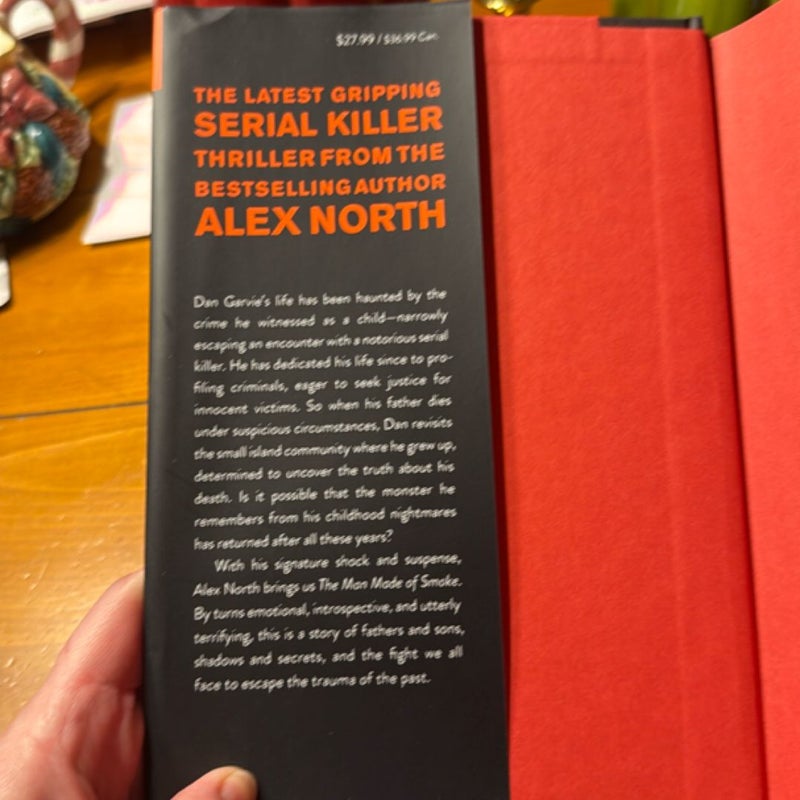 $27.99 / $36.99 Can.
THE LATEST GRIPPING
SERIAL KILLER
THRILLER FROM THE
BESTSELLING AUTHOR
ALEX NORTH
Dan Garvie's life has been haunted by the
crime he witnessed as a child—narrowly
escaping an encounter with a notorious serial
killer. He has dedicated his life since to pro-
filing criminals, eager to seek justice for
innocent victims. So when his father dies
under suspicious circumstances, Dan revisits
the small island community where he grew up,
determined to uncover the truth about his
death. Is it possible that the monster he
remembers from his childhood nightmares
has returned after all these years?
With his signature shock and suspense,
Alex North brings us The Man Made of Smoke.
By turns emotional, introspective, and utterly
terrifying, this is a story of fathers and sons,
shadows and secrets, and the fight we all
face to escape the trauma of the past.